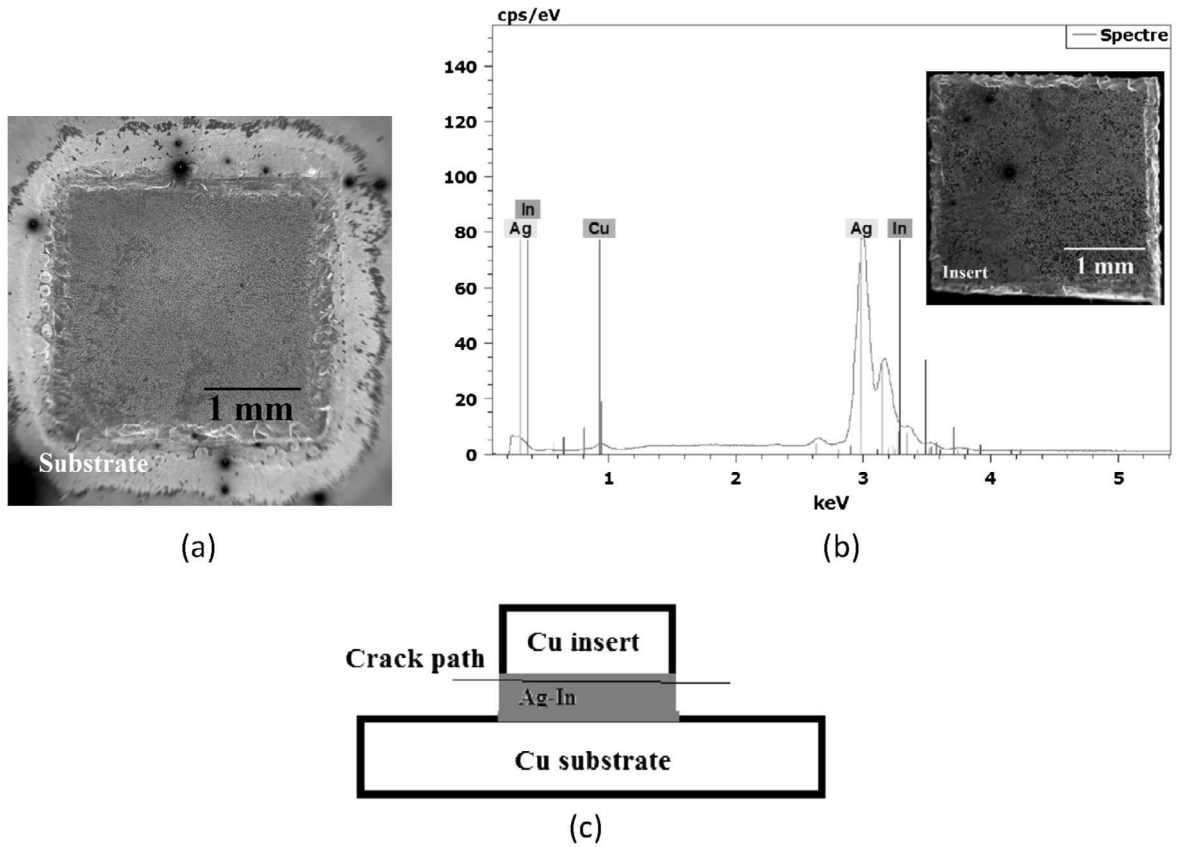 Substrate
1 mm
(a)
cps/eV
Spectre
140
120
100
80
60
40
20
0
In
Ag
Cu
Ag
In
1
2
3
4
5
keV
Insert
1 mm
(b)
Cu insert
Crack path
Ag-In
Cu substrate
(c)